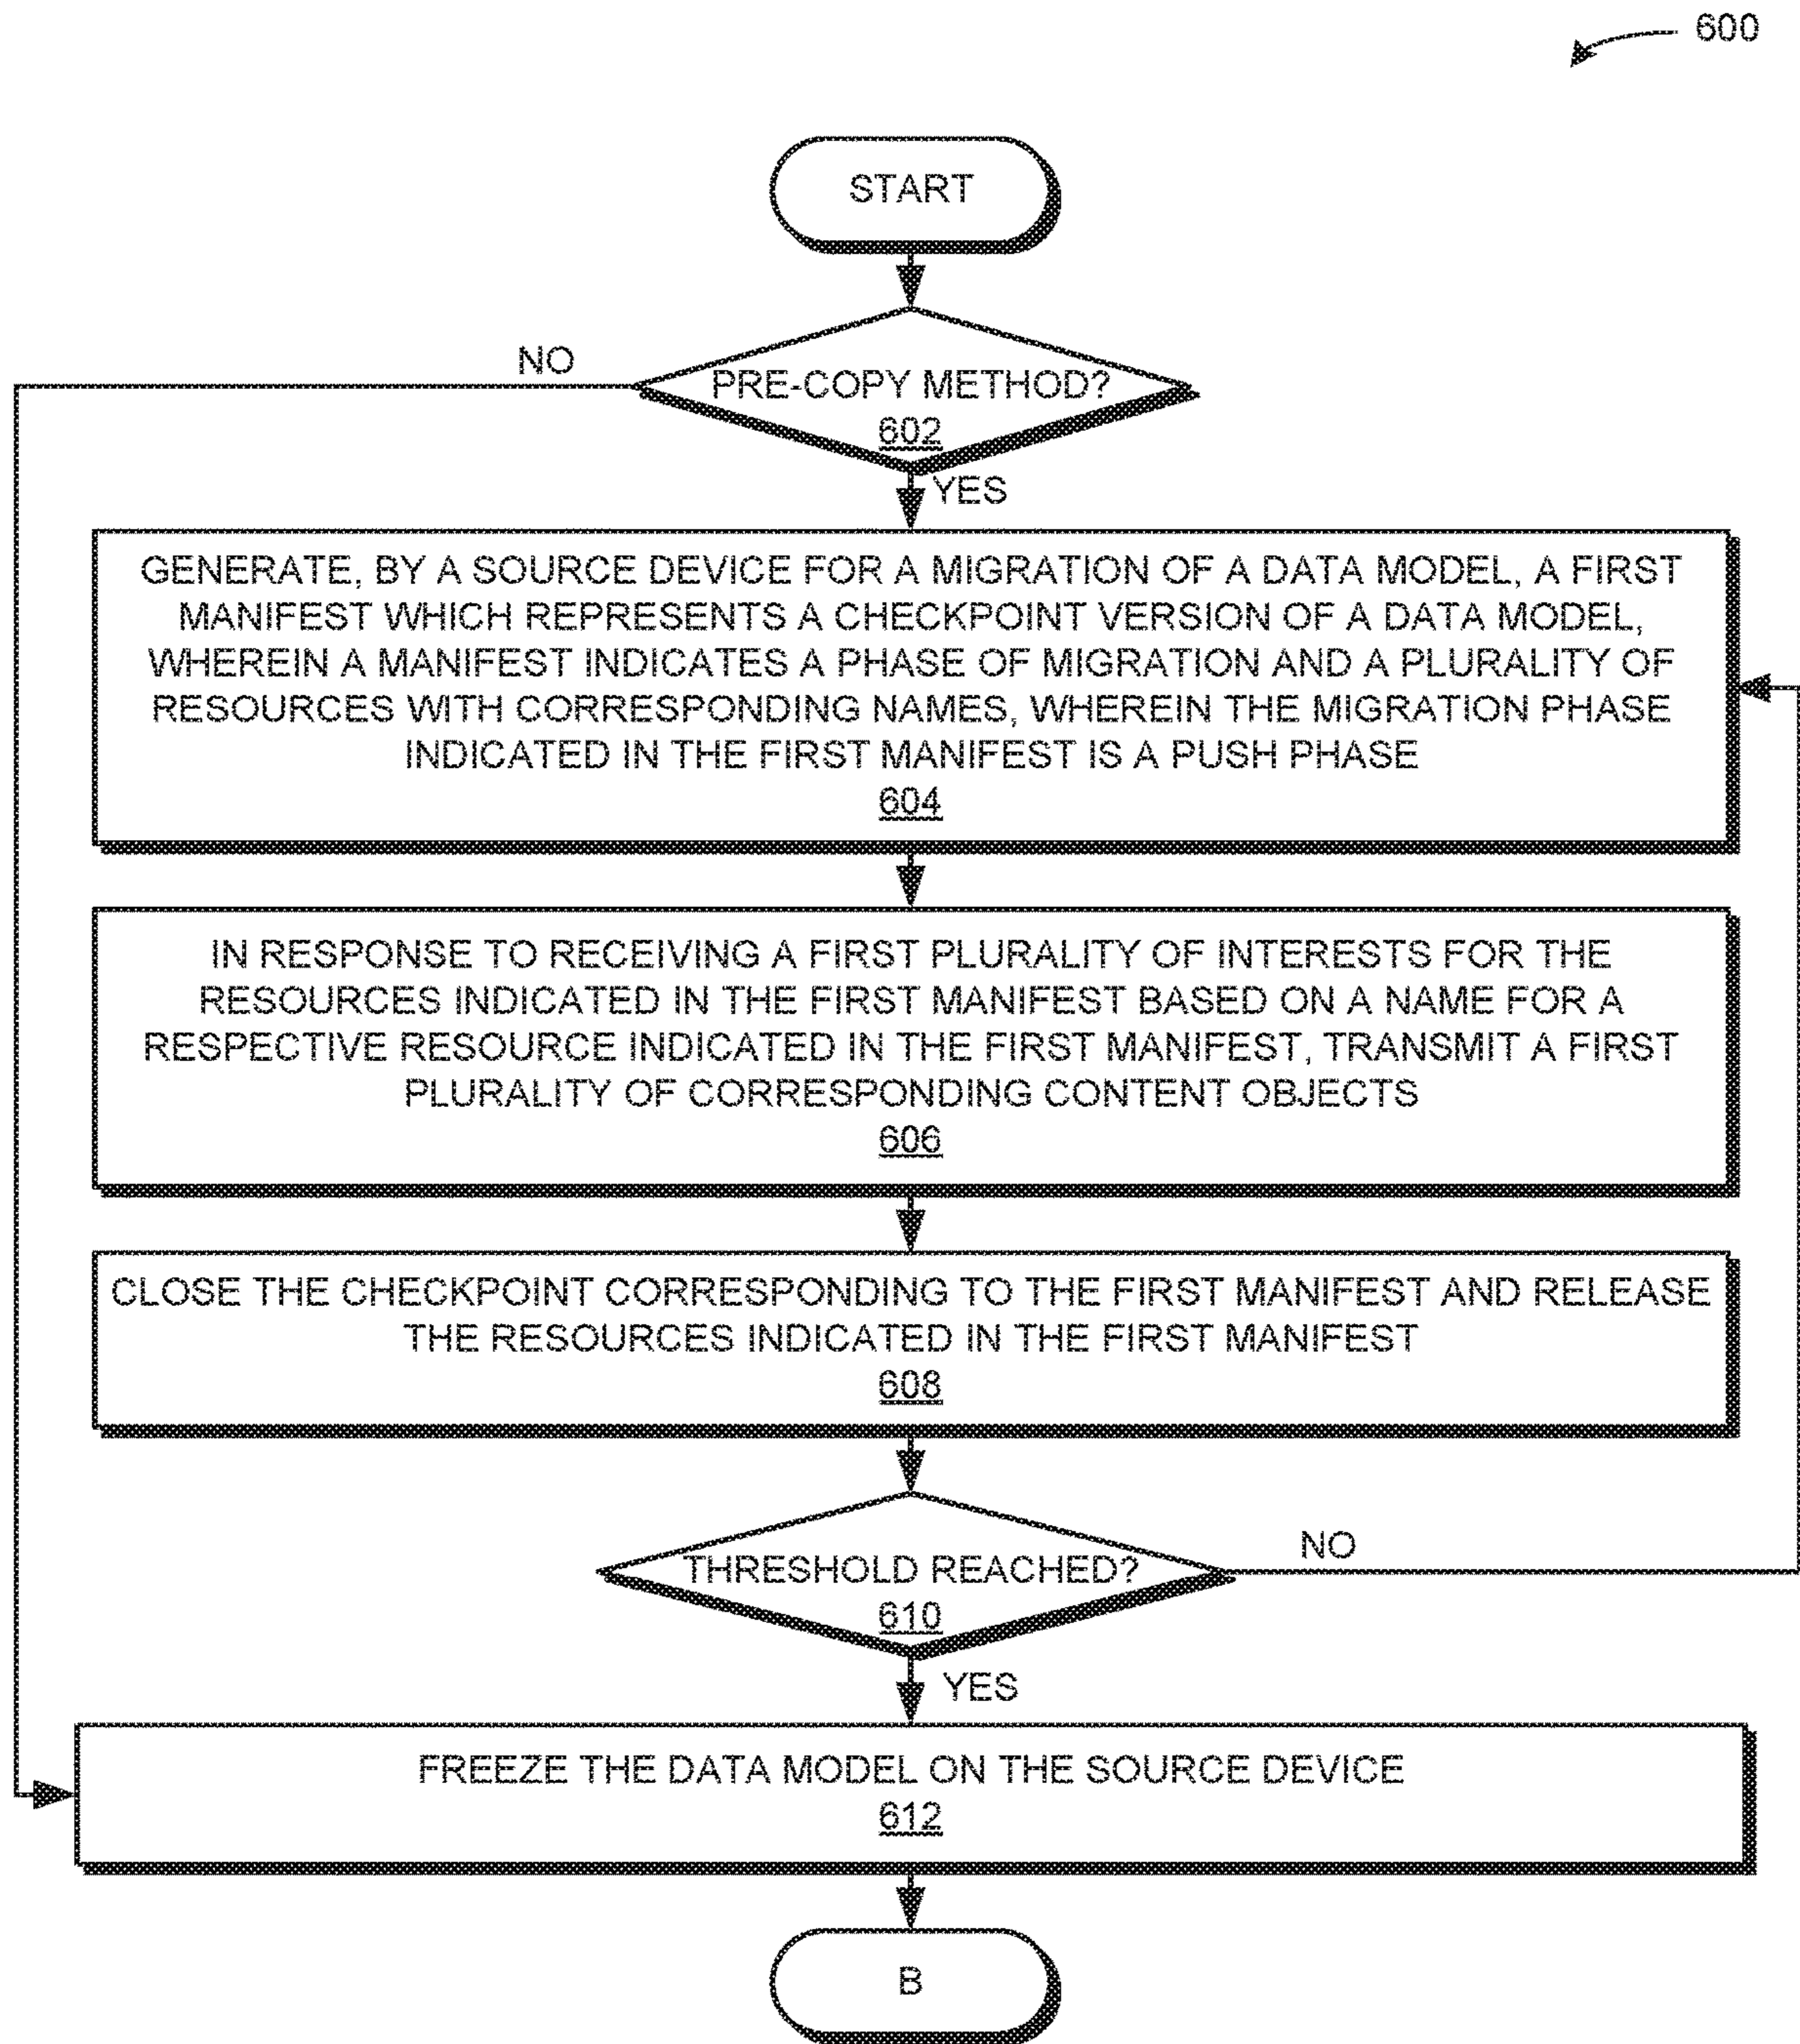 600
START
NO
PRE-COPY METHOD?
602
YES
GENERATE, BY A SOURCE DEVICE FOR A MIGRATION OF A DATA MODEL, A FIRST
MANIFEST WHICH REPRESENTS A CHECKPOINT VERSION OF A DATA MODEL,
WHEREIN A MANIFEST INDICATES A PHASE OF MIGRATION AND A PLURALITY OF
RESOURCES WITH CORRESPONDING NAMES, WHEREIN THE MIGRATION PHASE
INDICATED IN THE FIRST MANIFEST IS A PUSH PHASE
604
IN RESPONSE TO RECEIVING A FIRST PLURALITY OF INTERESTS FOR THE
RESOURCES INDICATED IN THE FIRST MANIFEST BASED ON A NAME FOR A
RESPECTIVE RESOURCE INDICATED IN THE FIRST MANIFEST, TRANSMIT A FIRST
PLURALITY OF CORRESPONDING CONTENT OBJECTS
606
CLOSE THE CHECKPOINT CORRESPONDING TO THE FIRST MANIFEST AND RELEASE
THE RESOURCES INDICATED IN THE FIRST MANIFEST
608
NO
THRESHOLD REACHED?
610
YES
FREEZE THE DATA MODEL ON THE SOURCE DEVICE
612
B